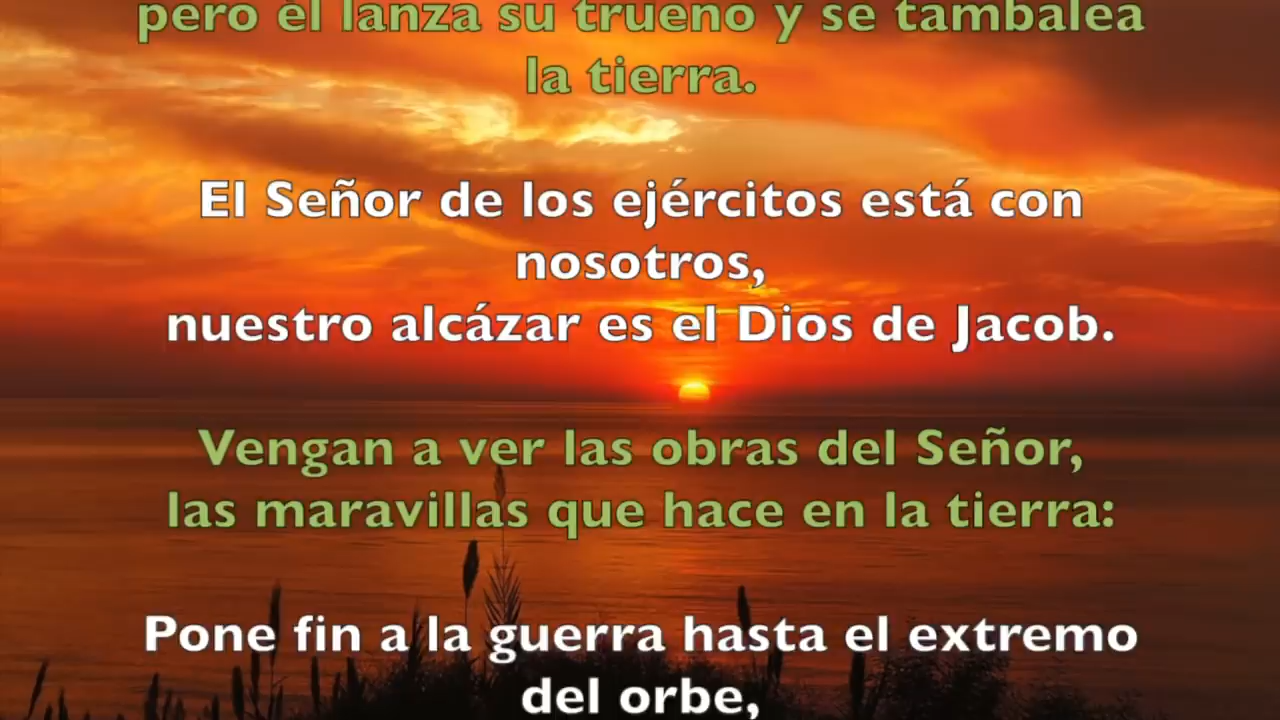 pero él lanza su trueno y se tambalea
la tierra.
El Señor de los ejércitos está con
nosotros,
nuestro alcázar es el Dios de Jacob.
Vengan a ver las obras del Señor,
las maravillas que hace en la tierra:
Pone fin a la guerra hasta el extremo
del orbe,